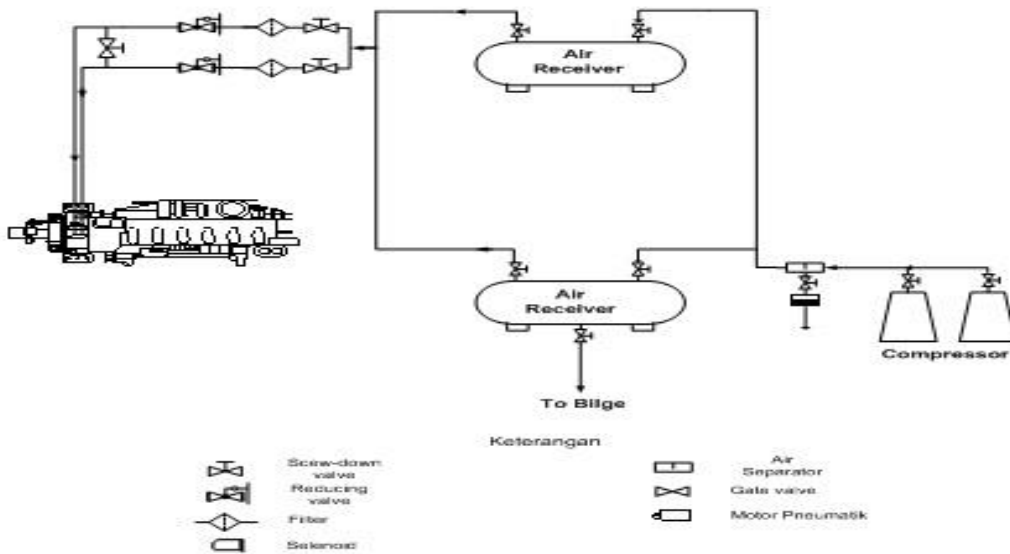 Air
Receiver
Air
Receiver
Compressor
To Bilge
Keterangan
Screw-down
valve
Reducing
valve
Filter
Selenoid
Air
Separator
Gate valve
Motor Pneumatik